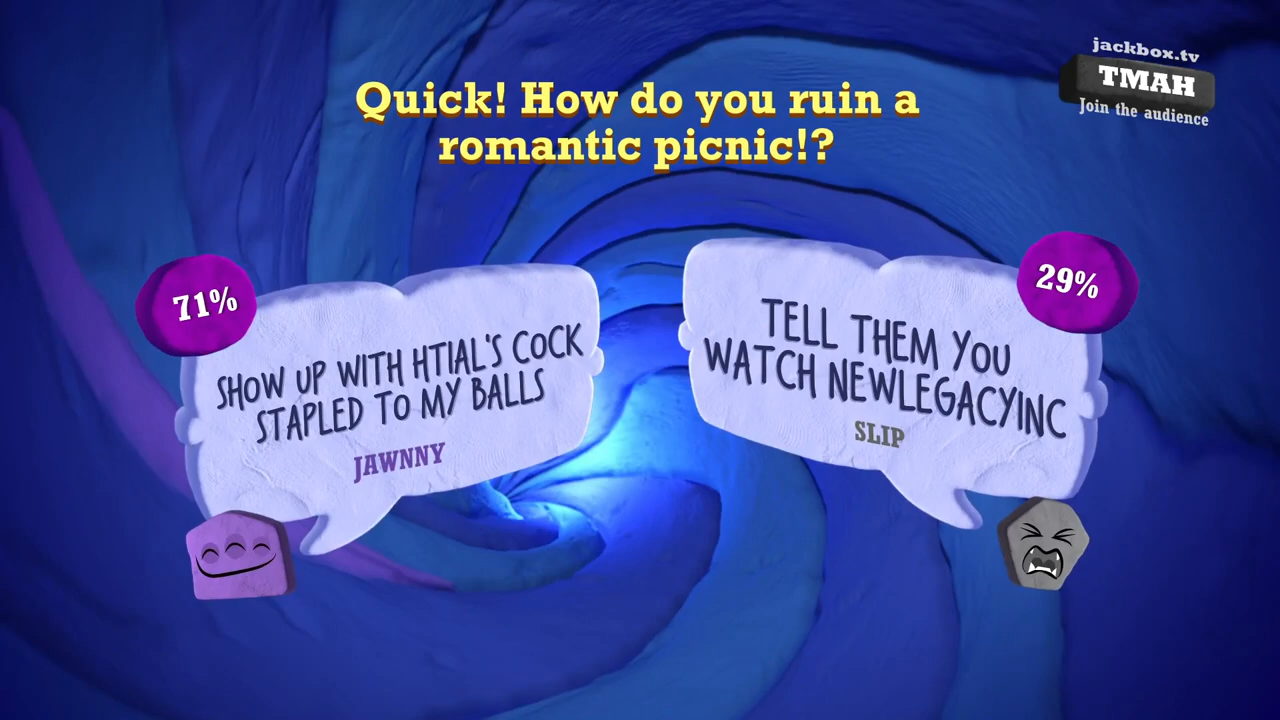 jackbox.tv
TMAH
Join the audience
Quick! How do you ruin a
romantic picnic!?
71%
SHOW UP WITH HTIAL'S COCK
STAPLED TO MY BALLS
JAWNNY
29%
TELL THEM YOU
WATCH NEWLEGACYINC
SLIP